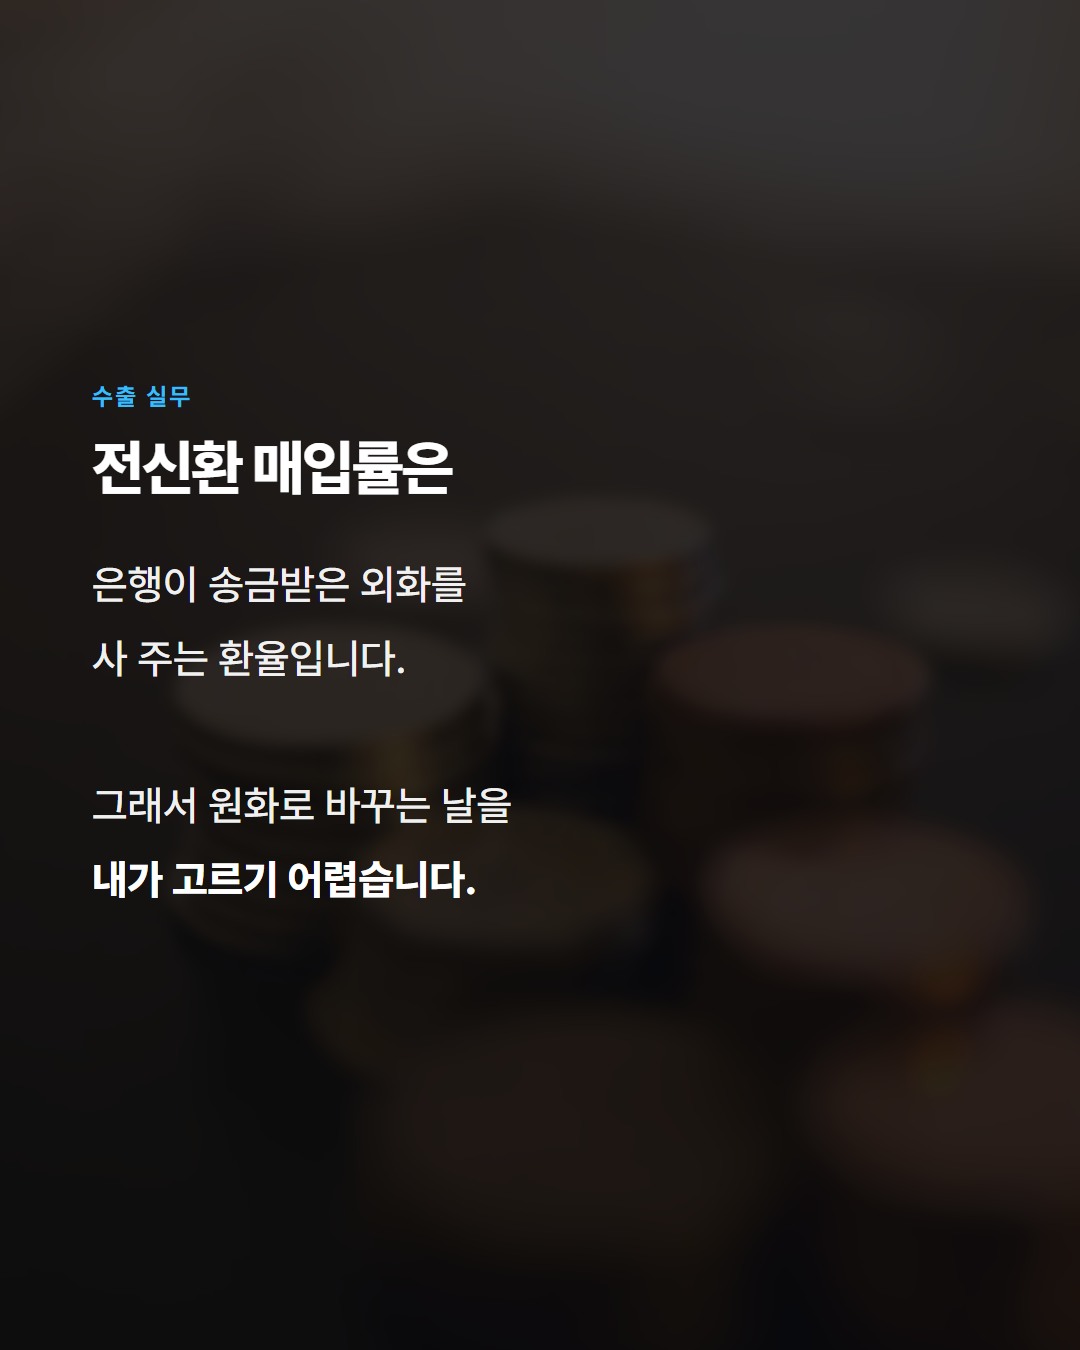 수출 실무
전신환 매입률은
은행이 송금받은 외화를
사 주는 환율입니다.
그래서 원화로 바꾸는 날을
내가 고르기 어렵습니다.